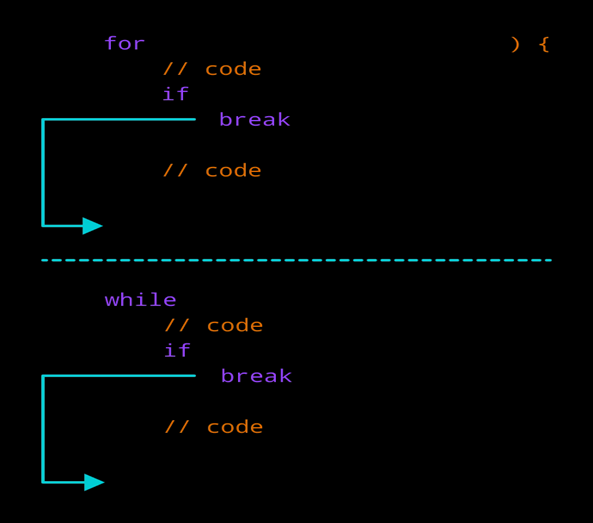 for ) {
// code
if
break
// code
while
// code
if
break
// code